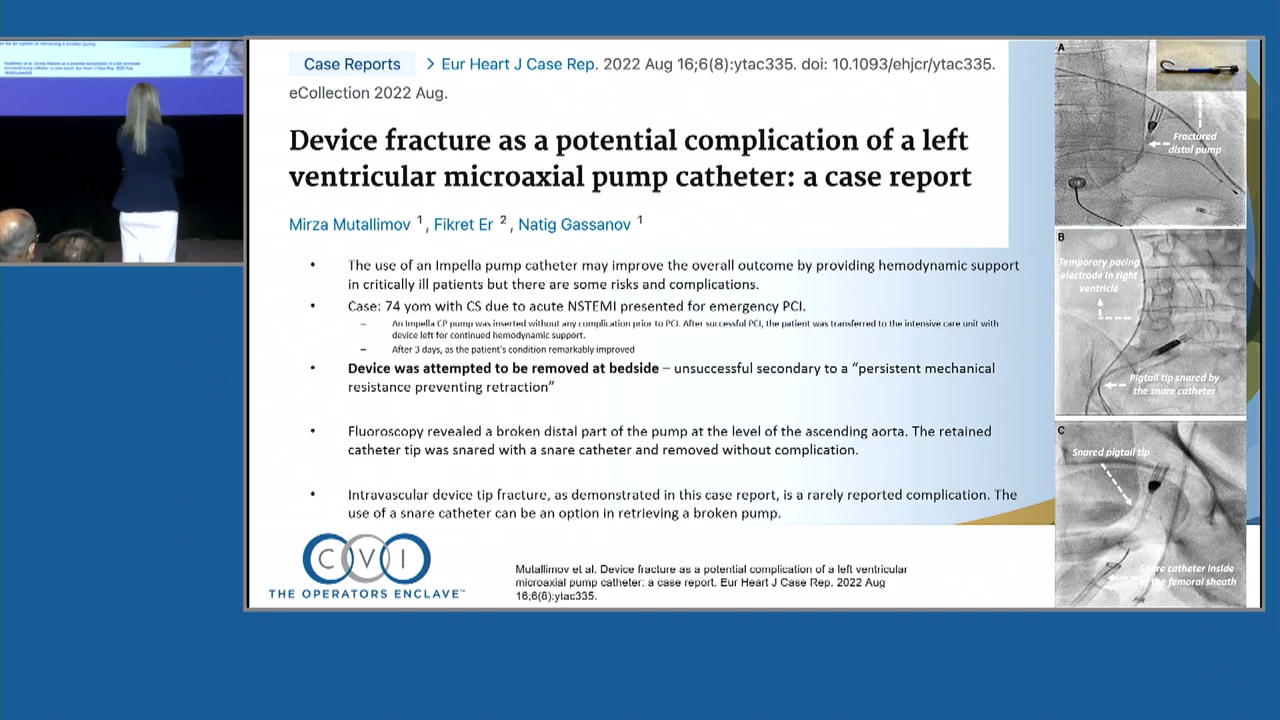 Case Reports > Eur Heart J Case Rep. 2022 Aug 16;6(8):ytac335. doi: 10.1093/ehjcr/ytac335.
eCollection 2022 Aug.
Device fracture as a potential complication of a left
ventricular microaxial pump catheter: a case report
Mirza Mutallimov 1, Fikret Er 2, Natig Gassanov 1
• The use of an Impella pump catheter may improve the overall outcome by providing hemodynamic support
in critically ill patients but there are some risks and complications.
• Case: 74 yom with CS due to acute NSTEMI presented for emergency PCI.
– An Impella CP pump was inserted without any complication prior to PCI. After successful PCI, the patient was transferred to the intensive care unit with
device left for continued hemodynamic support.
– After 3 days, as the patient's condition remarkably improved
• Device was attempted to be removed at bedside – unsuccessful secondary to a "persistent mechanical
resistance preventing retraction"
• Fluoroscopy revealed a broken distal part of the pump at the level of the ascending aorta. The retained
catheter tip was snared with a snare catheter and removed without complication.
• Intravascular device tip fracture, as demonstrated in this case report, is a rarely reported complication. The
use of a snare catheter can be an option in retrieving a broken pump.
CVI
THE OPERATORS ENCLAVE™
Mutallimov et al. Device fracture as a potential complication of a left ventricular
microaxial pump catheter: a case report. Eur Heart J Case Rep. 2022 Aug
16;6(8):ytac335.
A
Fractured
distal pump
B
Temporary pacing
electrode in right
ventricle
Pigtail tip snared by
the snare catheter
C
Snared pigtail tip
Snare catheter inside
the femoral sheath